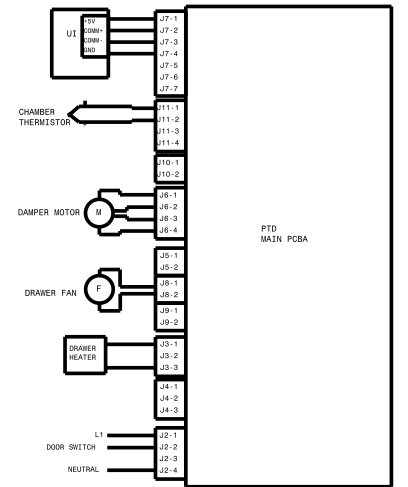 UI
+5V
COMM+
COMM-
GND
J7-1
J7-2
J7-3
J7-4
J7-5
J7-6
J7-7
CHAMBER
THERMISTOR
J11-1
J11-2
J11-3
J11-4
J10-1
J10-2
DAMPER MOTOR
M
J6-1
J6-2
J6-3
J6-4
PTD
MAIN PCBA
J5-1
J5-2
DRAWER FAN
F
J8-1
J8-2
J9-1
J9-2
DRAWER
HEATER
J3-1
J3-2
J3-3
J4-1
J4-2
J4-3
L1
J2-1
DOOR SWITCH
J2-2
J2-3
NEUTRAL
J2-4